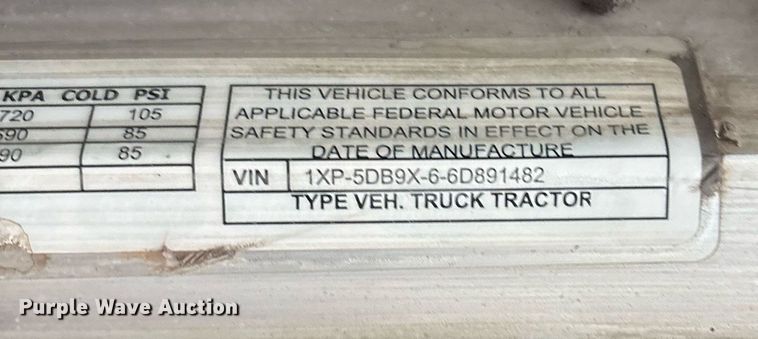 KPA COLD PSI
720 105
690 85
90 85
THIS VEHICLE CONFORMS TO ALL
APPLICABLE FEDERAL MOTOR VEHICLE
SAFETY STANDARDS IN EFFECT ON THE
DATE OF MANUFACTURE
VIN 1XP-5DB9X-6-6D891482
TYPE VEH. TRUCK TRACTOR
Purple Wave Auction